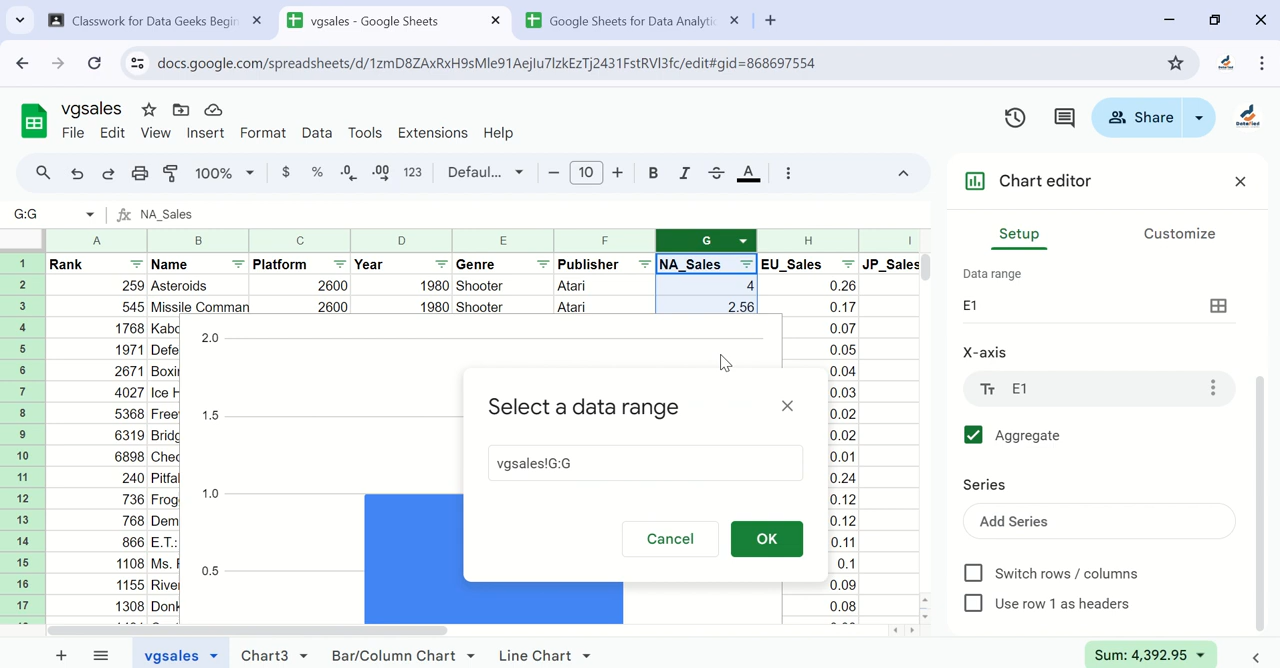 Classwork for Data Geeks Begin
vgsales - Google Sheets
Google Sheets for Data Analytic
docs.google.com/spreadsheets/d/1zmD8ZAxRxH9sMle91Aejlu7lzkEzTj2431FstRVl3fc/edit#gid=868697554
vgsales
File Edit View Insert Format Data Tools Extensions Help
Share
100% $ % .0 .00 123 Defaul... 10 B I S A
G:G fx NA_Sales
Chart editor
Setup Customize
A B C D E F G H I
1 Rank Name Platform Year Genre Publisher NA_Sales EU_Sales JP_Sales
2 259 Asteroids 2600 1980 Shooter Atari 4 0.26
3 545 Missile Comman 2600 1980 Shooter Atari 2.56 0.17
4 1768 Kabo 0.07
5 1971 Defe 0.05
6 2671 Boxi 0.04
7 4027 Ice H 0.03
8 5368 Free 0.02
9 6319 Bridg 0.02
10 6898 Chec 0.01
11 240 Pitfal 0.24
12 736 Frog 0.12
13 768 Dem 0.12
14 866 E.T.: 0.11
15 1108 Ms. 0.1
16 1155 River 0.09
17 1308 Donk 0.08
2.0
1.5
1.0
0.5
Select a data range
vgsales!G:G
Cancel OK
Data range
E1
X-axis
Tт E1
Aggregate
Series
Add Series
Switch rows / columns
Use row 1 as headers
vgsales Chart3 Bar/Column Chart Line Chart
Sum: 4,392.95